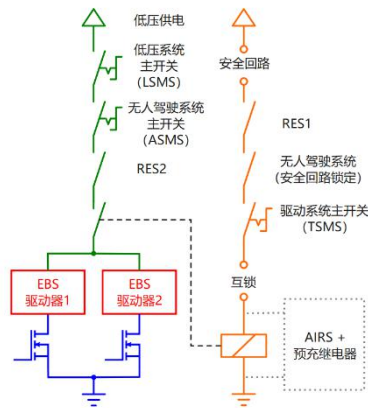 低压供电
低压系统
主开关
(LSMS)
无人驾驶系统
主开关
(ASMS)
RES2
EBS
驱动器1
EBS
驱动器2
安全回路
RES1
无人驾驶系统
(安全回路锁定)
驱动系统主开关
(TSMS)
互锁
AIRS +
预充继电器